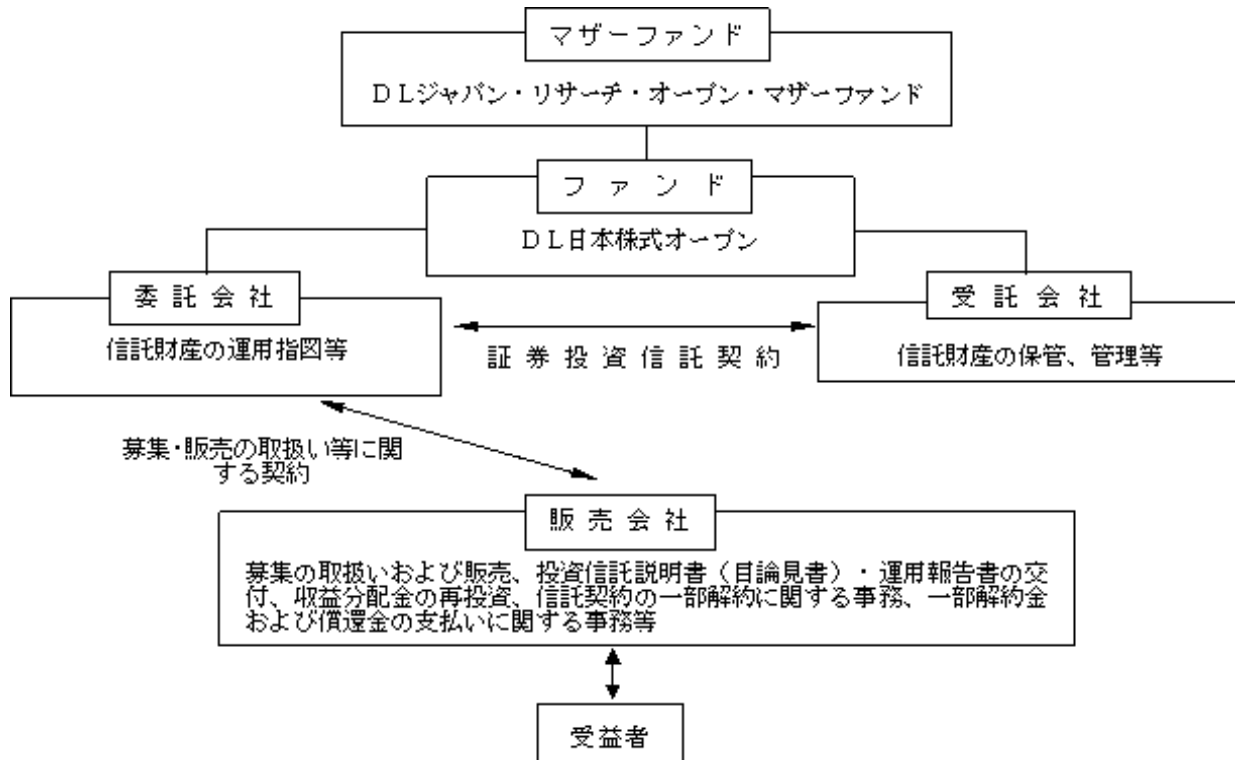 マザーファンド
DLジャパン・リサーチ・オープン・マザーファンド
ファンド
DL日本株式オープン
委託会社
受託会社
信託財産の運用指図等
証券投資信託契約
信託財産の保管、管理等
募集・販売の取扱い等に関
する契約
販売会社
募集の取扱いおよび販売、投資信託説明書（目論見書）・運用報告書の交
付、収益分配金の再投資、信託契約の一部解約に関する事務、一部解約金
および償還金の支払いに関する事務等
受益者